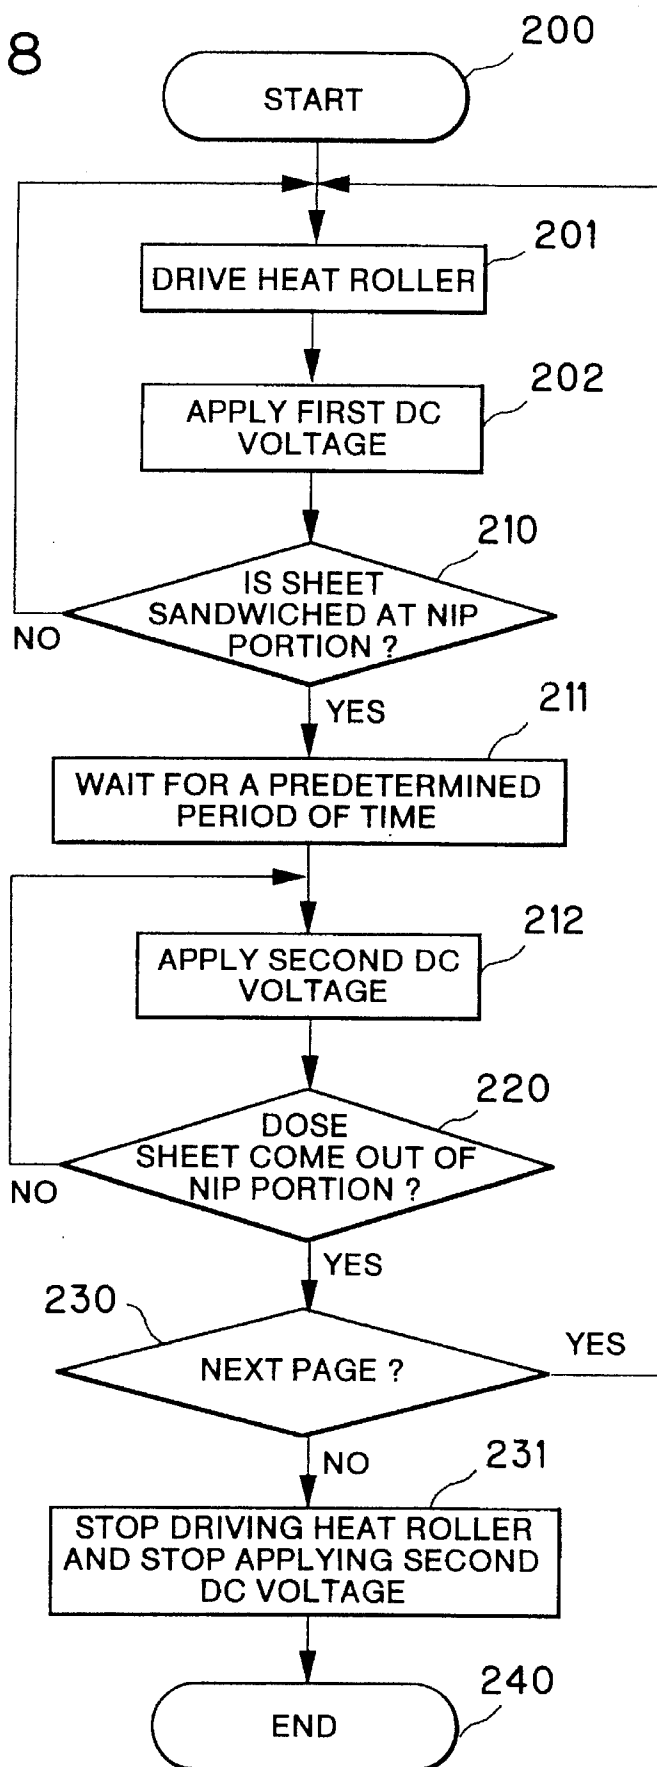 8
200
START
201
DRIVE HEAT ROLLER
202
APPLY FIRST DC
VOLTAGE
210
IS SHEET
SANDWICHED AT NIP
PORTION ?
NO
YES
211
WAIT FOR A PREDETERMINED
PERIOD OF TIME
212
APPLY SECOND DC
VOLTAGE
220
DOSE
SHEET COME OUT OF
NIP PORTION ?
NO
YES
230
NEXT PAGE ?
YES
NO
231
STOP DRIVING HEAT ROLLER
AND STOP APPLYING SECOND
DC VOLTAGE
240
END